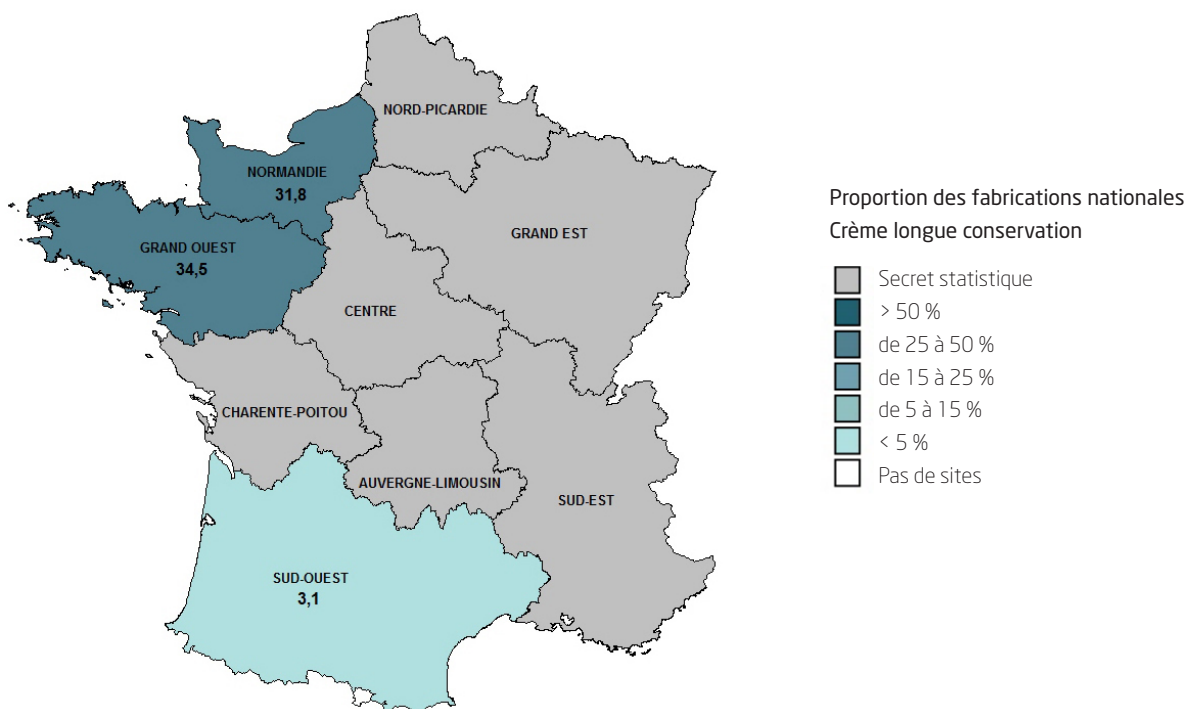 NORD-PICARDIE
NORMANDIE
31,8
GRAND EST
GRAND OUEST
34,5
CENTRE
CHARENTE-POITOU
AUVERGNE-LIMOUSIN
SUD-EST
SUD-OUEST
3,1
Proportion des fabrications nationales
Crème longue conservation
Secret statistique
> 50 %
de 25 à 50 %
de 15 à 25 %
de 5 à 15 %
< 5 %
Pas de sites